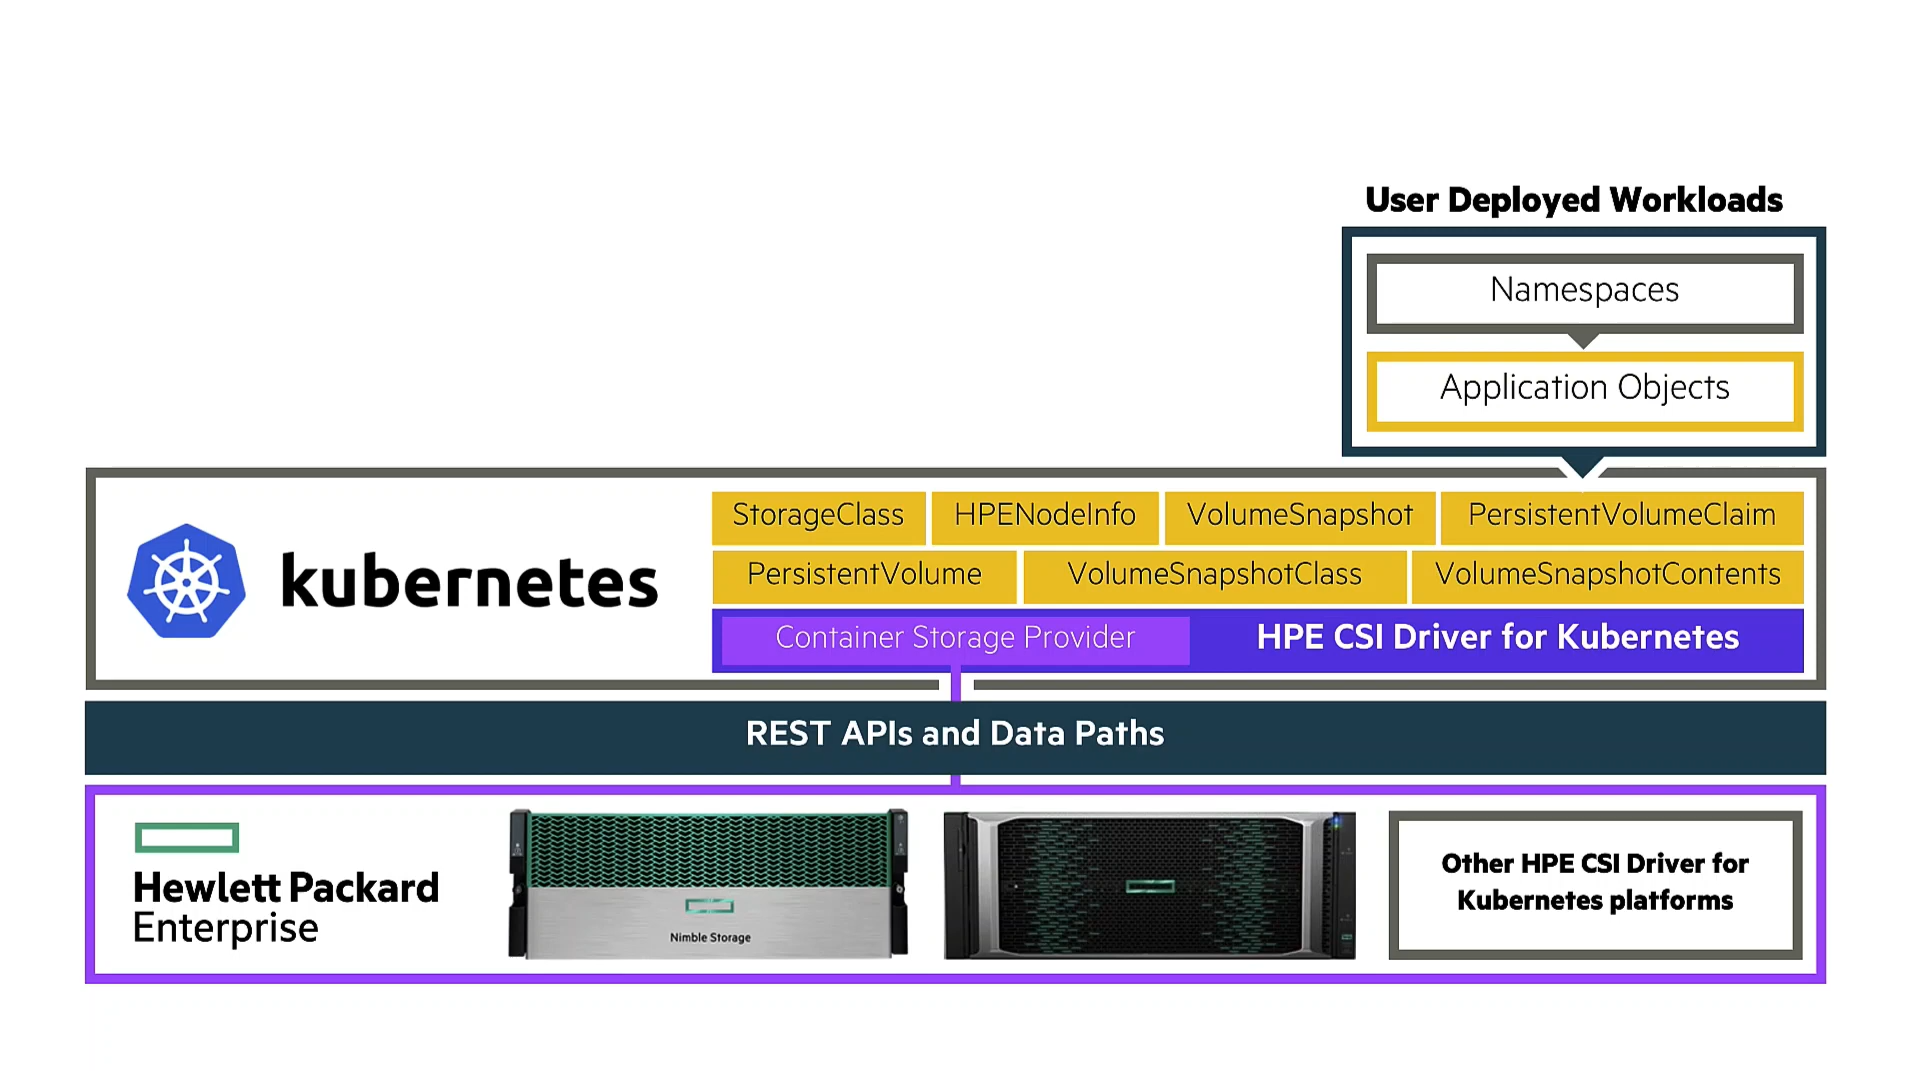 User Deployed Workloads
Namespaces
Application Objects
kubernetes
StorageClass
HPENodeInfo
VolumeSnapshot
PersistentVolumeClaim
PersistentVolume
VolumeSnapshotClass
VolumeSnapshotContents
Container Storage Provider
HPE CSI Driver for Kubernetes
REST APIs and Data Paths
Hewlett Packard
Enterprise
Nimble Storage
Other HPE CSI Driver for
Kubernetes platforms